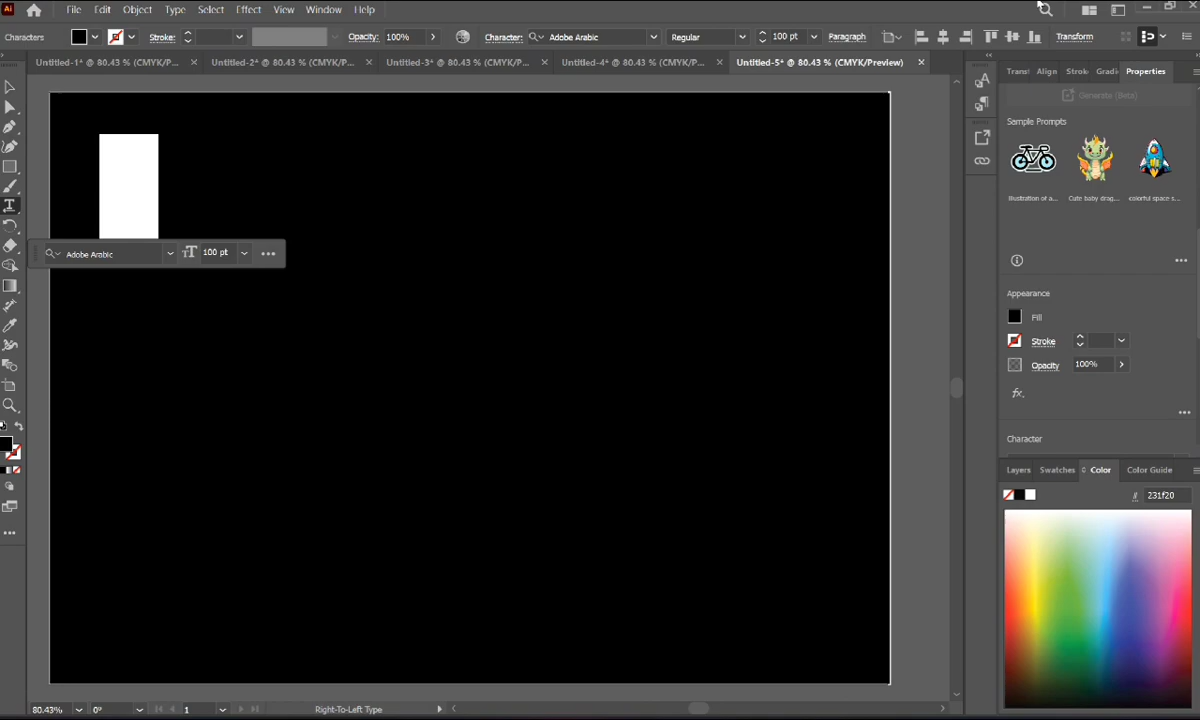 Ai File Edit Object Type Select Effect View Window Help
Characters Stroke: Opacity: 100% Character: Adobe Arabic Regular 100 pt Paragraph Transform
Untitled-1* @ 80.43 % (CMYK/P... Untitled-2* @ 80.43 % (CMYK/P... Untitled-3* @ 80.43 % (CMYK/P... Untitled-4* @ 80.43 % (CMYK/P... Untitled-5* @ 80.43 % (CMYK/Preview)
Trans Align Strok Gradi Properties
Generate (Beta)
Sample Prompts
Illustration of a... Cute baby drag... colorful space s...
Adobe Arabic 100 pt
Appearance
Fill
Stroke
Opacity 100%
fx.
Character
Layers Swatches Color Color Guide
# 231f20
80.43% 0° 1 Right-To-Left Type